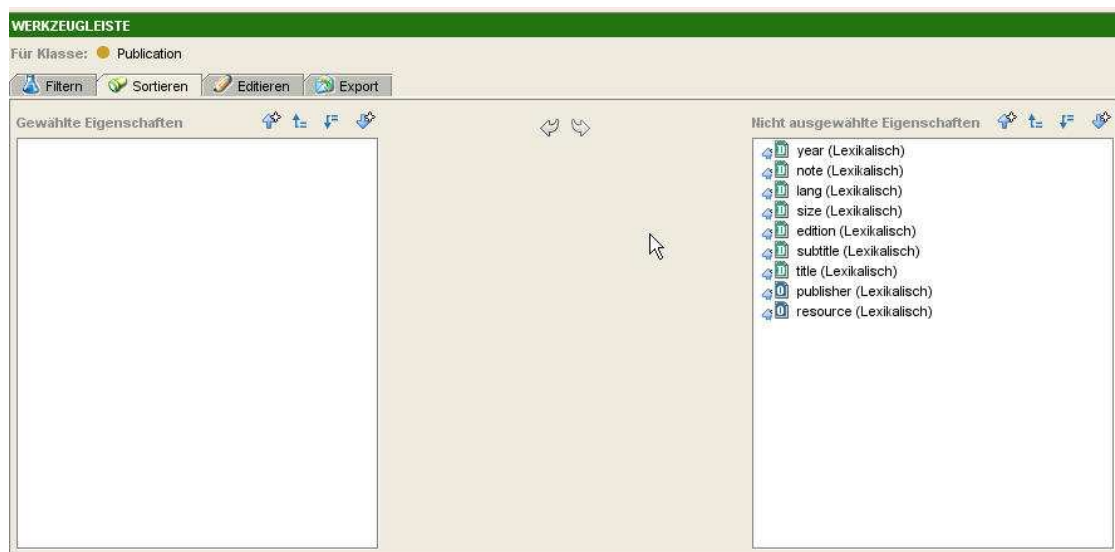 WERKZEUGLEISTE
Für Klasse: Publication
Filtern Sortieren Editieren Export
Gewählte Eigenschaften Nicht ausgewählte Eigenschaften
year (Lexikalisch)
note (Lexikalisch)
lang (Lexikalisch)
size (Lexikalisch)
edition (Lexikalisch)
subtitle (Lexikalisch)
title (Lexikalisch)
publisher (Lexikalisch)
resource (Lexikalisch)